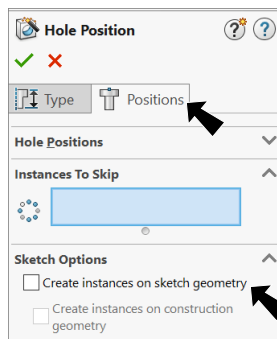 Hole Position
Type
Positions
Hole Positions
Instances To Skip
Sketch Options
Create instances on sketch geometry
Create instances on construction
geometry